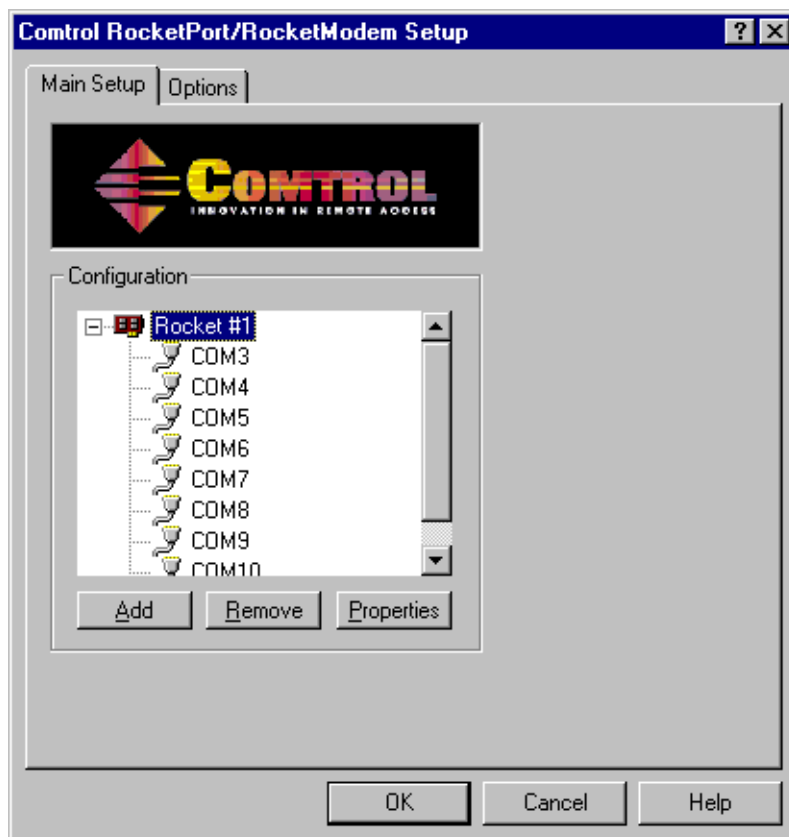 Comtrol RocketPort/RocketModem Setup
Main Setup Options
COMTROL
INNOVATION IN REMOTE ACCESS
Configuration
Rocket #1
COM3
COM4
COM5
COM6
COM7
COM8
COM9
COM10
Add Remove Properties
OK Cancel Help